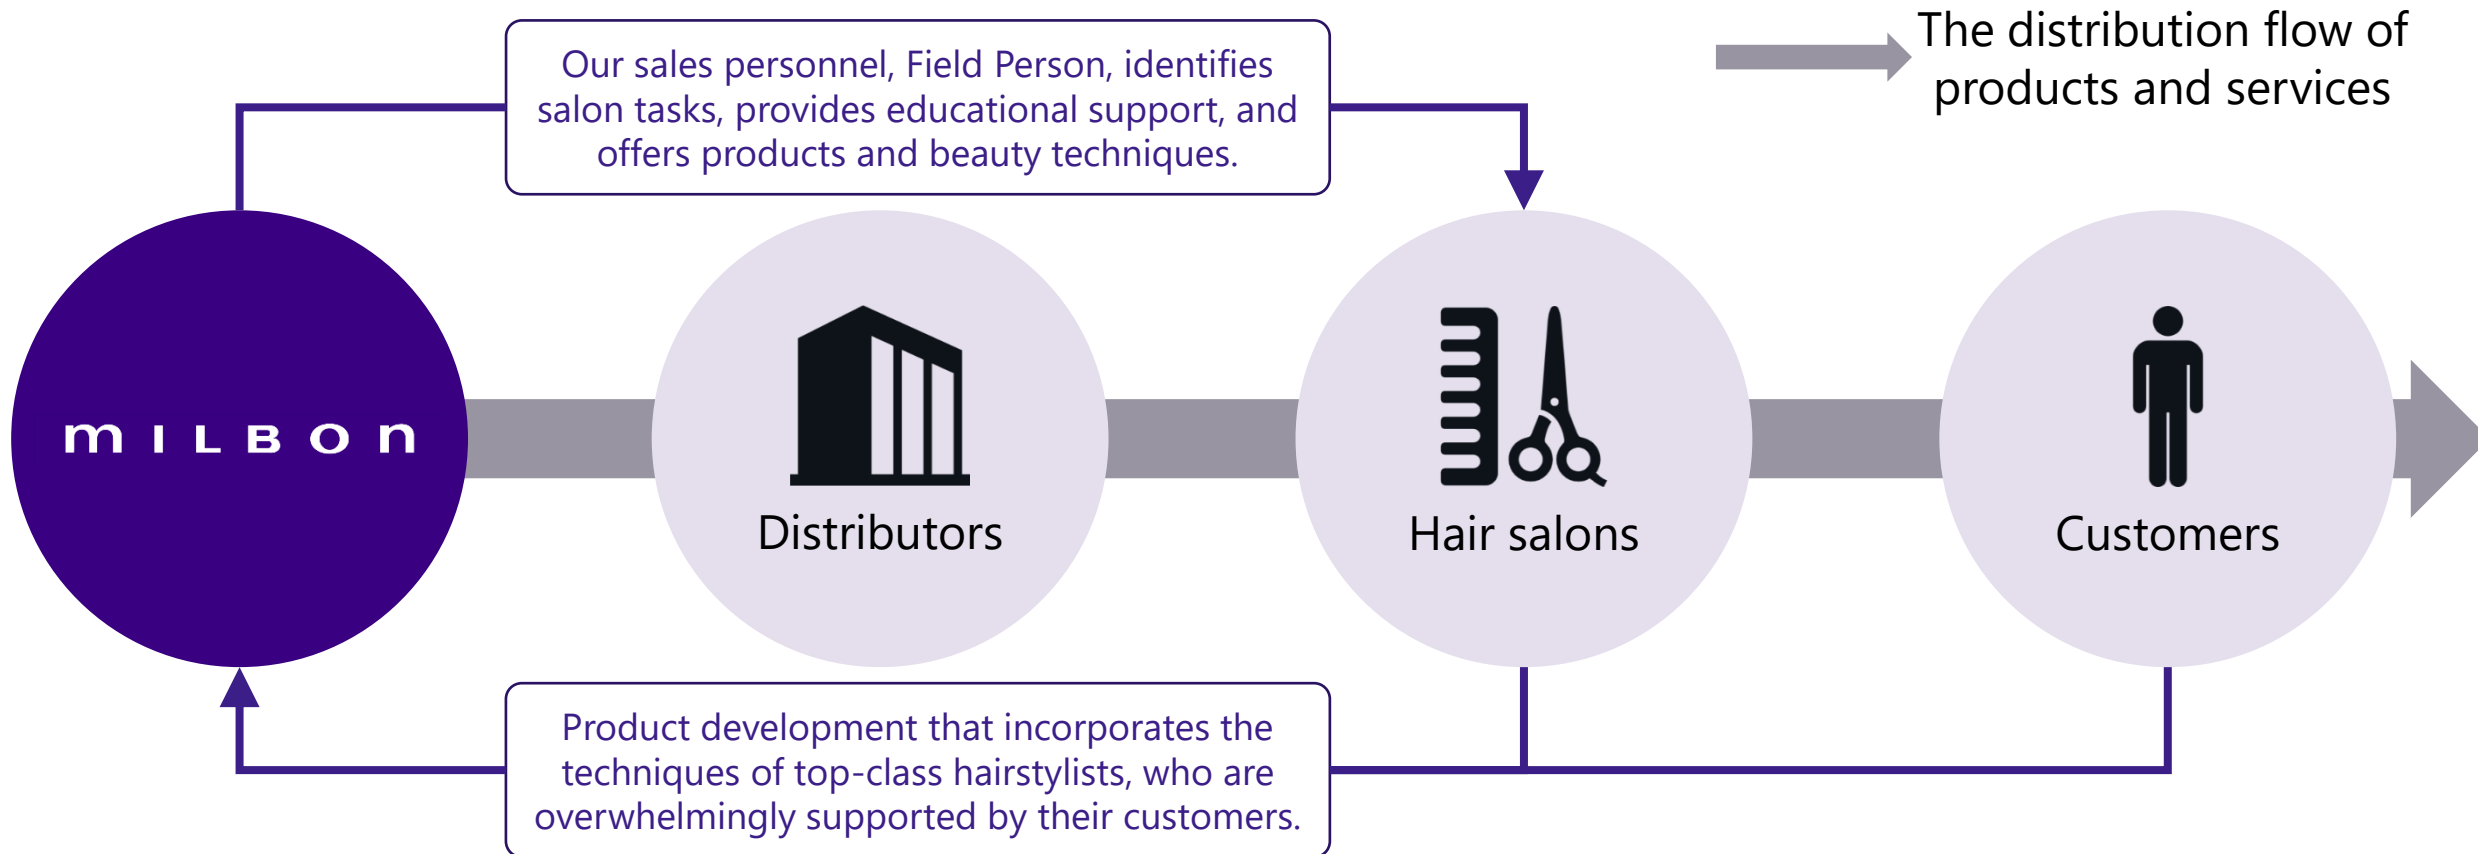 The distribution flow of
products and services
Our sales personnel, Field Person, identifies
salon tasks, provides educational support, and
offers products and beauty techniques.
mILBOn
Distributors
Hair salons
Customers
Product development that incorporates the
techniques of top-class hairstylists, who are
overwhelmingly supported by their customers.